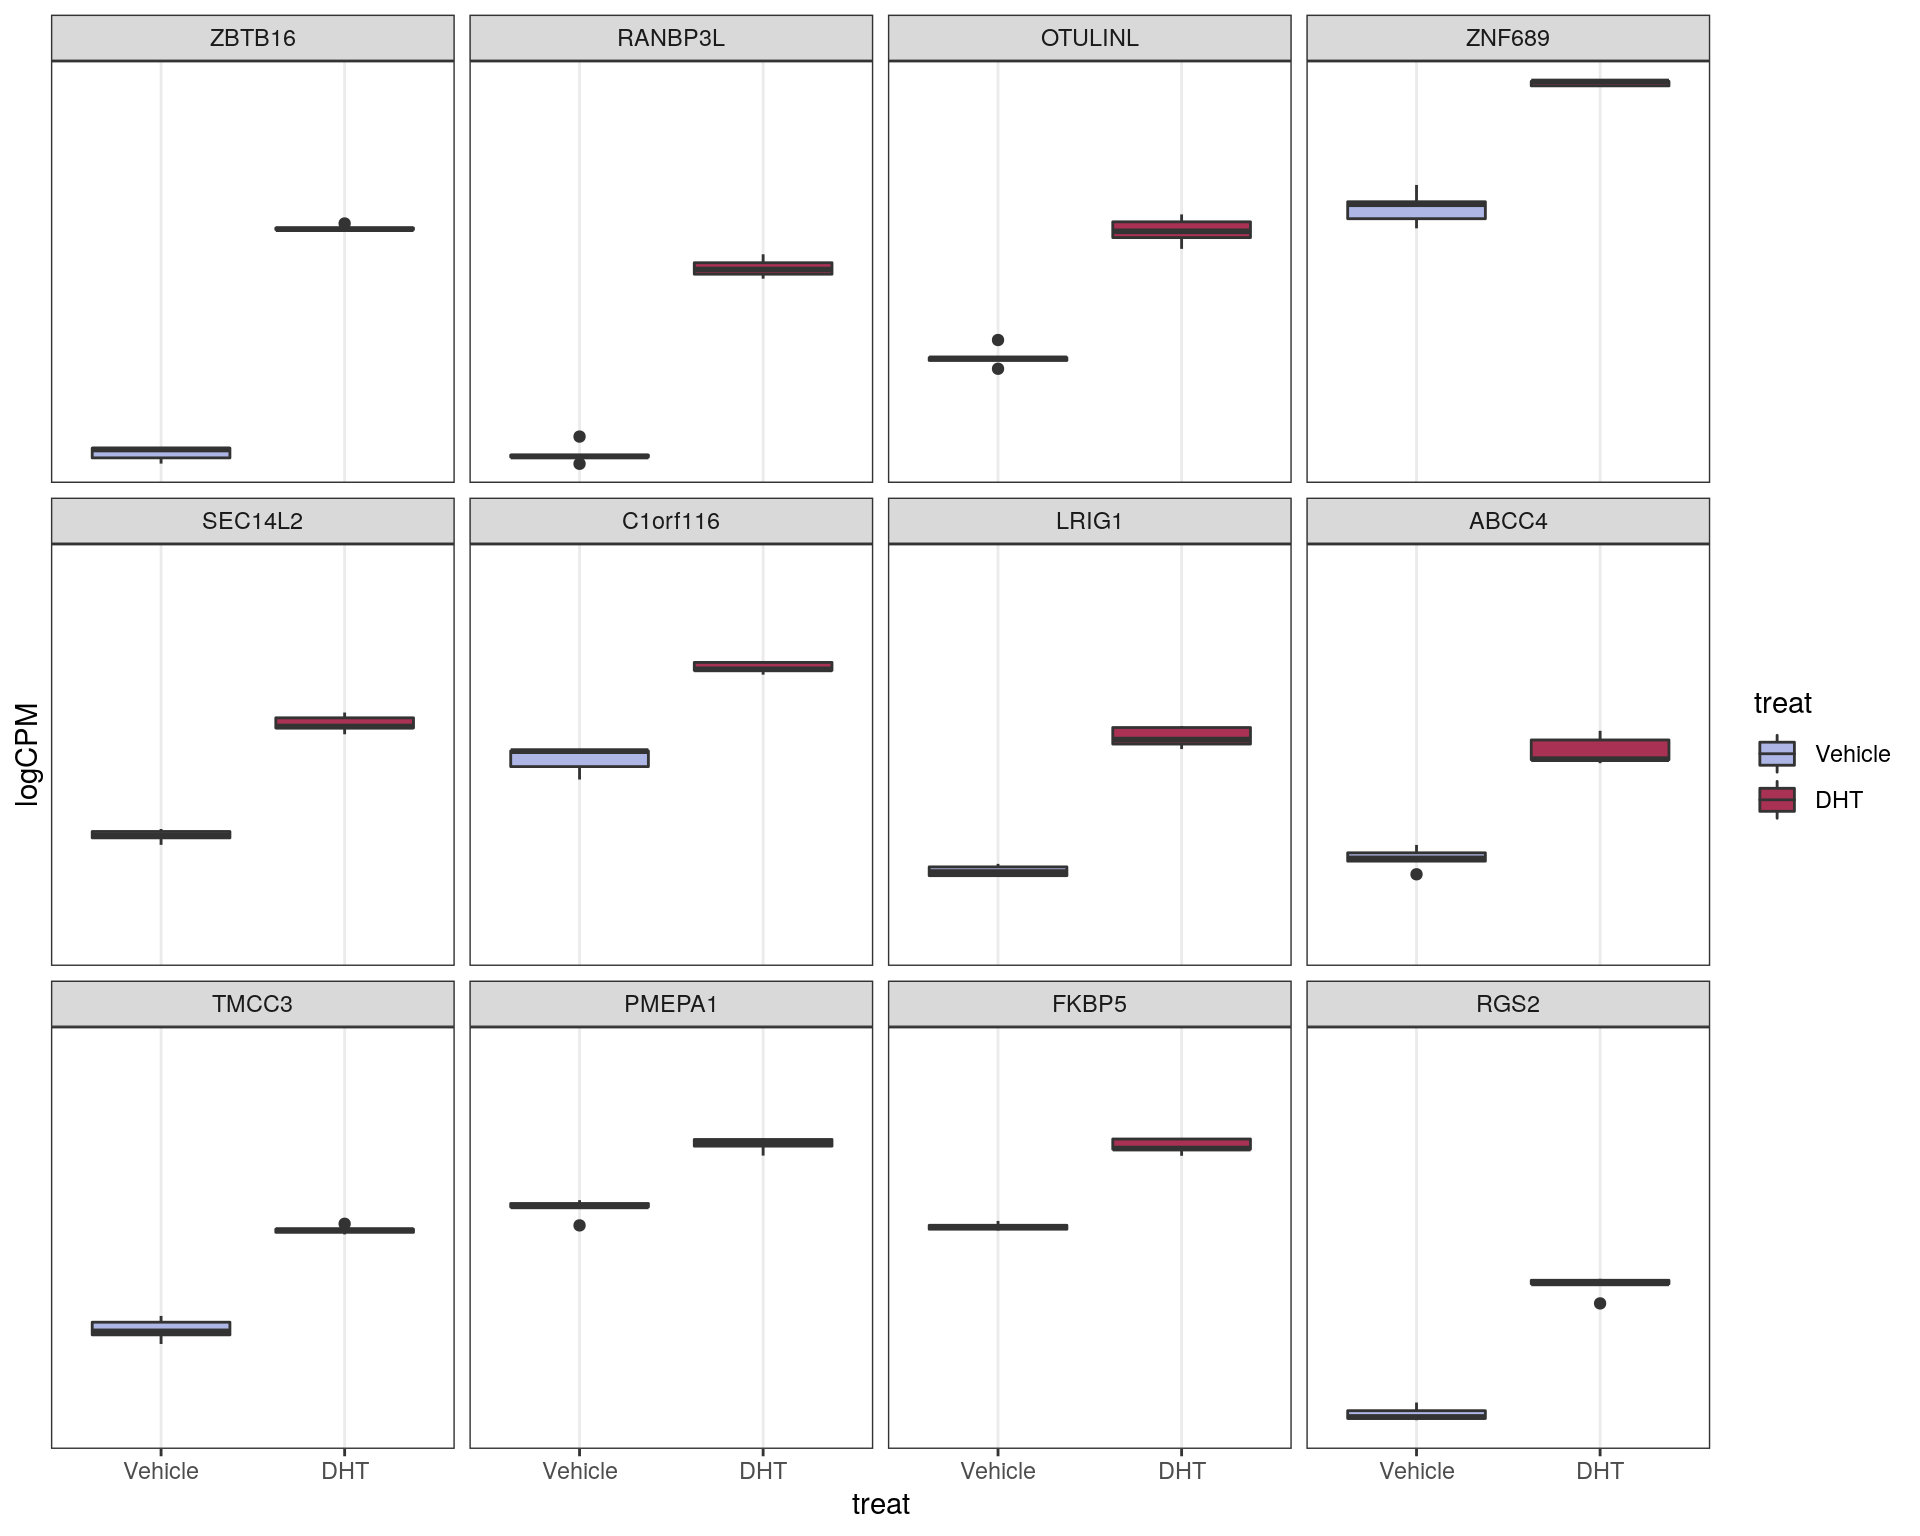 ZBTB16
RANBP3L
OTULINL
ZNF689
SEC14L2
C1orf116
LRIG1
ABCC4
TMCC3
PMEPA1
FKBP5
RGS2
logCPM
treat
Vehicle
DHT
Vehicle
DHT
Vehicle
DHT
Vehicle
DHT
Vehicle
DHT
treat